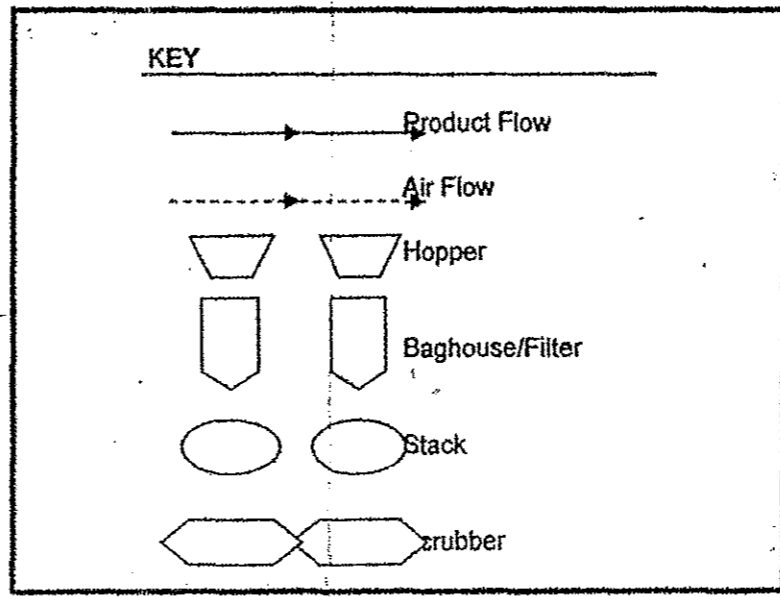 KEY
Product Flow
Air Flow
Hopper
Baghouse/Filter
Stack
crubber